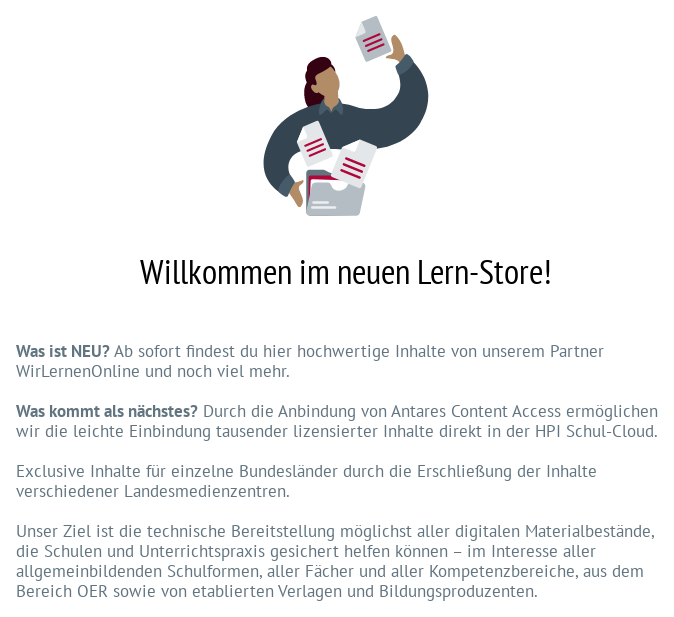 Willkommen im neuen Lern-Store!
Was ist NEU? Ab sofort findest du hier hochwertige Inhalte von unserem Partner
WirLernenOnline und noch viel mehr.
Was kommt als nächstes? Durch die Anbindung von Antares Content Access ermöglichen
wir die leichte Einbindung tausender lizensierter Inhalte direkt in der HPI Schul-Cloud.
Exclusive Inhalte für einzelne Bundesländer durch die Erschließung der Inhalte
verschiedener Landesmedienzentren.
Unser Ziel ist die technische Bereitstellung möglichst aller digitalen Materialbestände,
die Schulen und Unterrichtspraxis gesichert helfen können – im Interesse aller
allgemeinbildenden Schulformen, aller Fächer und aller Kompetenzbereiche, aus dem
Bereich OER sowie von etablierten Verlagen und Bildungsproduzenten.